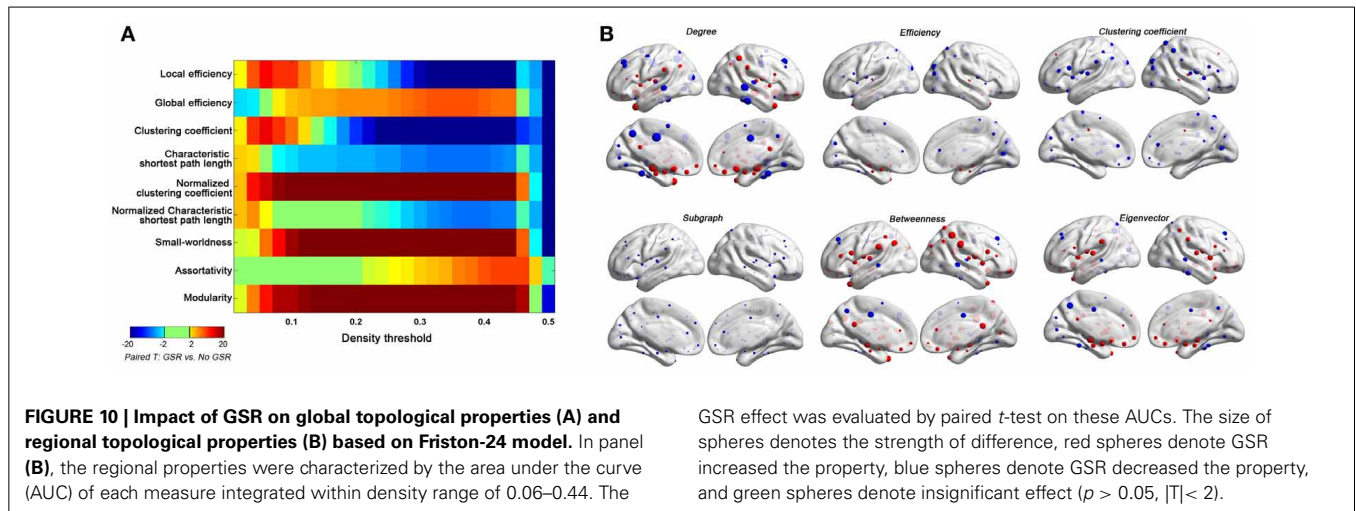 A
Local efficiency
Global efficiency
Clustering coefficient
Characteristic
shortest path length
Normalized
clustering coefficient
Normalized Characteristic
shortest path length
Small-worldness
Assortativity
Modularity
0.1 0.2 0.3 0.4 0.5
Density threshold
-20 -2 2 20
Paired T: GSR vs. No GSR
B
Degree Efficiency Clustering coefficient
Subgraph Betweenness Eigenvector
FIGURE 10 | Impact of GSR on global topological properties (A) and
regional topological properties (B) based on Friston-24 model. In panel
(B), the regional properties were characterized by the area under the curve
(AUC) of each measure integrated within density range of 0.06–0.44. The
GSR effect was evaluated by paired t-test on these AUCs. The size of
spheres denotes the strength of difference, red spheres denote GSR
increased the property, blue spheres denote GSR decreased the property,
and green spheres denote insignificant effect (p > 0.05, |T|< 2).